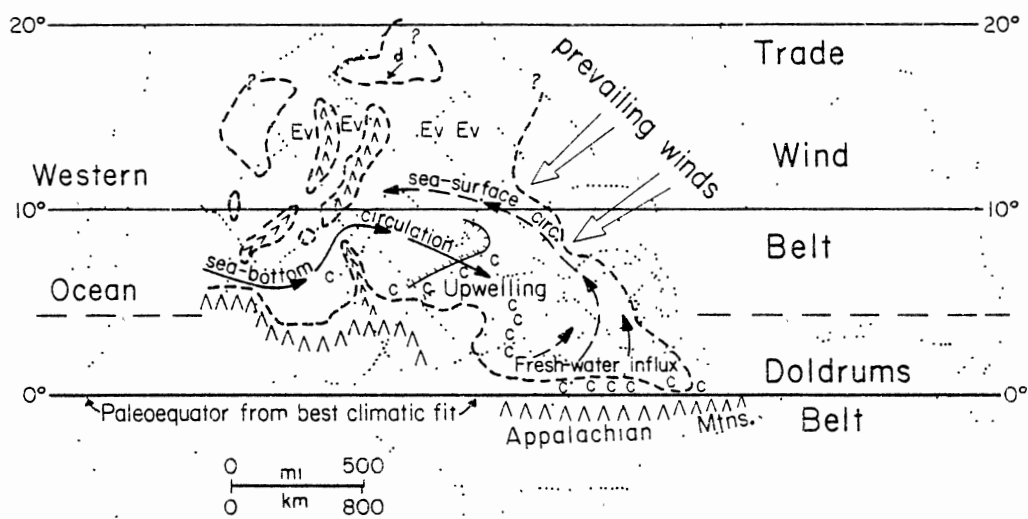 20° 20°
Trade
prevailing winds
?
d
?
?
Ev Ev Ev Ev
Wind
Western
sea-surface circ.
10° 10°
circulation
Belt
sea-bottom
c c c
c c
Ocean
Upwelling
c
c
c
c
Fresh-water influx
Doldrums
c c c c c c
0° 0°
Paleoequator from best climatic fit
Belt
Appalachian Mtns.
0 mi 500
0 km 800